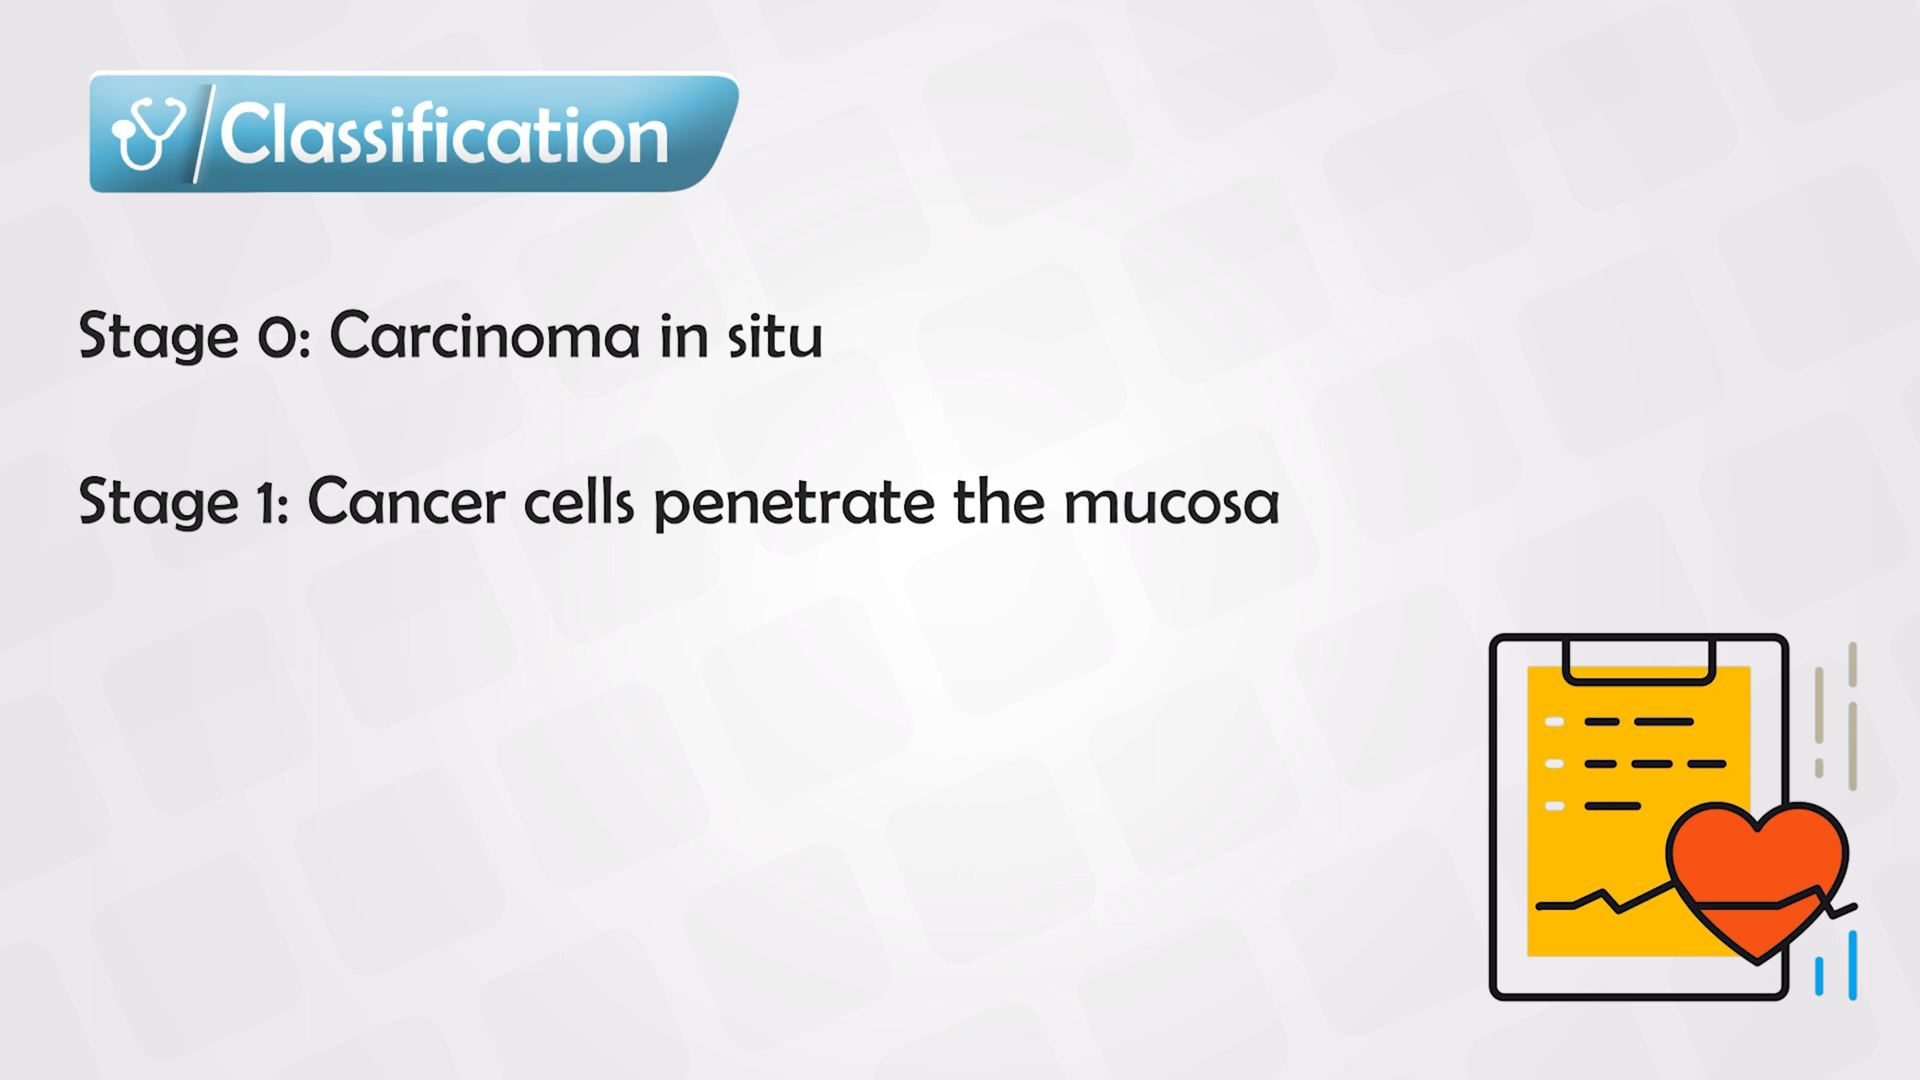 Classification
Stage 0: Carcinoma in situ
Stage 1: Cancer cells penetrate the mucosa